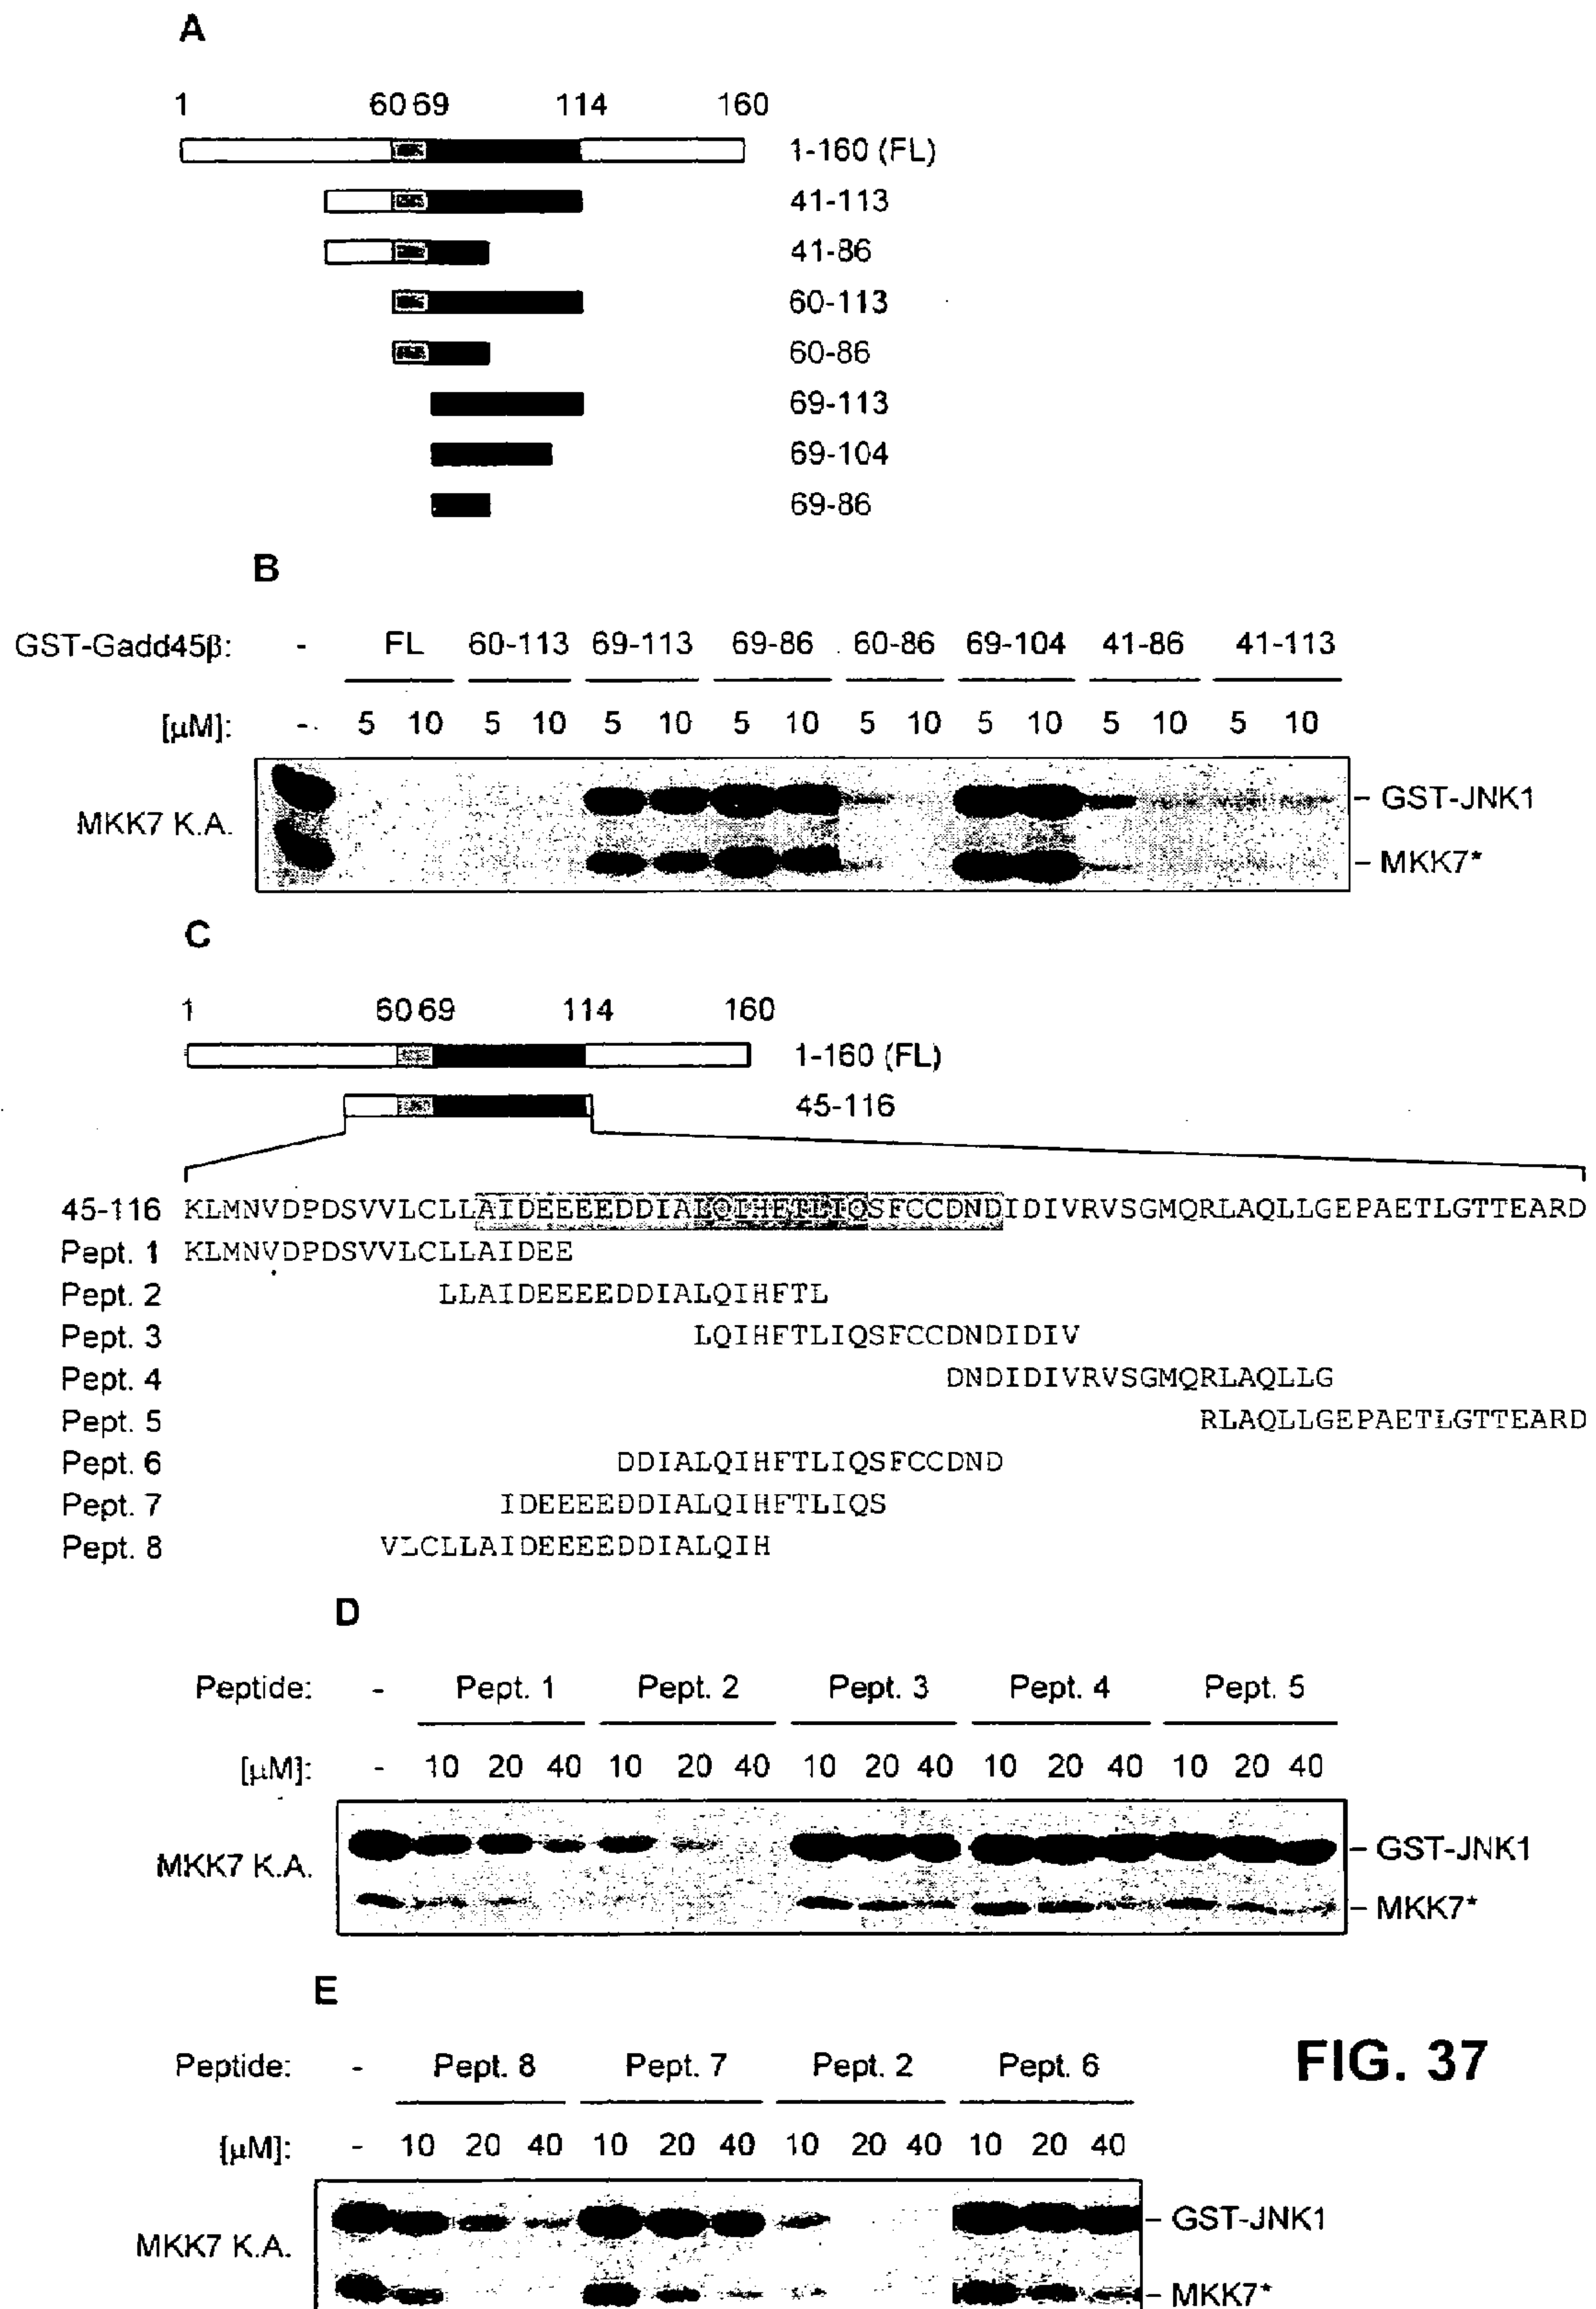 A
1 60 69 114 160
1-160 (FL)
41-113
41-86
60-113
60-86
69-113
69-104
69-86
B
GST-Gadd45β: - FL 60-113 69-113 69-86 60-86 69-104 41-86 41-113
[μM]: - 5 10 5 10 5 10 5 10 5 10 5 10 5 10 5 10
MKK7 K.A.
GST-JNK1
MKK7*
C
1 60 69 114 160
1-160 (FL)
45-116
45-116 KLMNVDPDSVVLCLLAIDEEEEDDIALQIHFTLIQSFCCDNDIDIVRVSGMQRLAQLLGEPAETLGTTEARD
Pept. 1 KLMNVDPDSVVLCLLAIDEE
Pept. 2 LLAIDEEEEDDIALQIHFTL
Pept. 3 LQIHFTLIQSFCCDNDIDIV
Pept. 4 DNDIDIVRVSGMQRLAQLLG
Pept. 5 RLAQLLGEPAETLGTTEARD
Pept. 6 DDIALQIHFTLIQSFCCDND
Pept. 7 IDEEEEDDIALQIHFTLIQS
Pept. 8 VLCLLAIDEEEEDDIALQIH
D
Peptide: - Pept. 1 Pept. 2 Pept. 3 Pept. 4 Pept. 5
[μM]: - 10 20 40 10 20 40 10 20 40 10 20 40 10 20 40
MKK7 K.A.
GST-JNK1
MKK7*
E
Peptide: - Pept. 8 Pept. 7 Pept. 2 Pept. 6
FIG. 37
[μM]: - 10 20 40 10 20 40 10 20 40 10 20 40
MKK7 K.A.
GST-JNK1
MKK7*